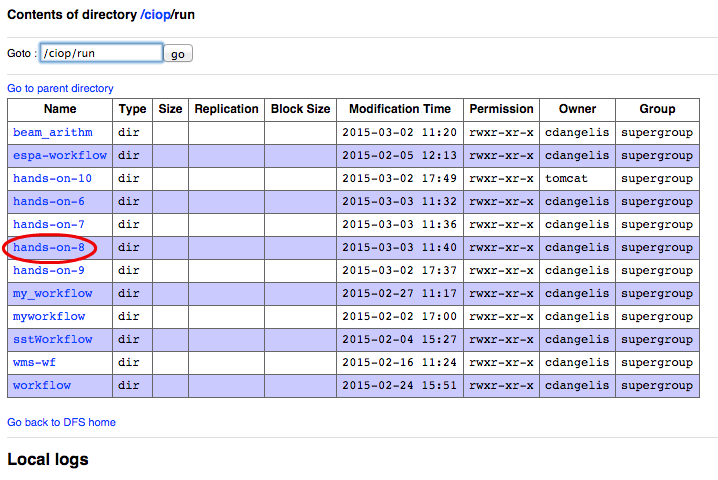 Contents of directory /ciop/run
Goto : /ciop/run go
Go to parent directory
Name Type Size Replication Block Size Modification Time Permission Owner Group
beam_arithm dir 2015-03-02 11:20 rwxr-xr-x cdangelis supergroup
espa-workflow dir 2015-02-05 12:13 rwxr-xr-x cdangelis supergroup
hands-on-10 dir 2015-03-02 17:49 rwxr-xr-x tomcat supergroup
hands-on-6 dir 2015-03-03 11:32 rwxr-xr-x cdangelis supergroup
hands-on-7 dir 2015-03-03 11:36 rwxr-xr-x cdangelis supergroup
hands-on-8 dir 2015-03-03 11:40 rwxr-xr-x cdangelis supergroup
hands-on-9 dir 2015-03-02 17:37 rwxr-xr-x cdangelis supergroup
my_workflow dir 2015-02-27 11:17 rwxr-xr-x cdangelis supergroup
myworkflow dir 2015-02-02 17:00 rwxr-xr-x cdangelis supergroup
sstWorkflow dir 2015-02-04 15:27 rwxr-xr-x cdangelis supergroup
wms-wf dir 2015-02-16 11:24 rwxr-xr-x cdangelis supergroup
workflow dir 2015-02-24 15:51 rwxr-xr-x cdangelis supergroup
Go back to DFS home
Local logs